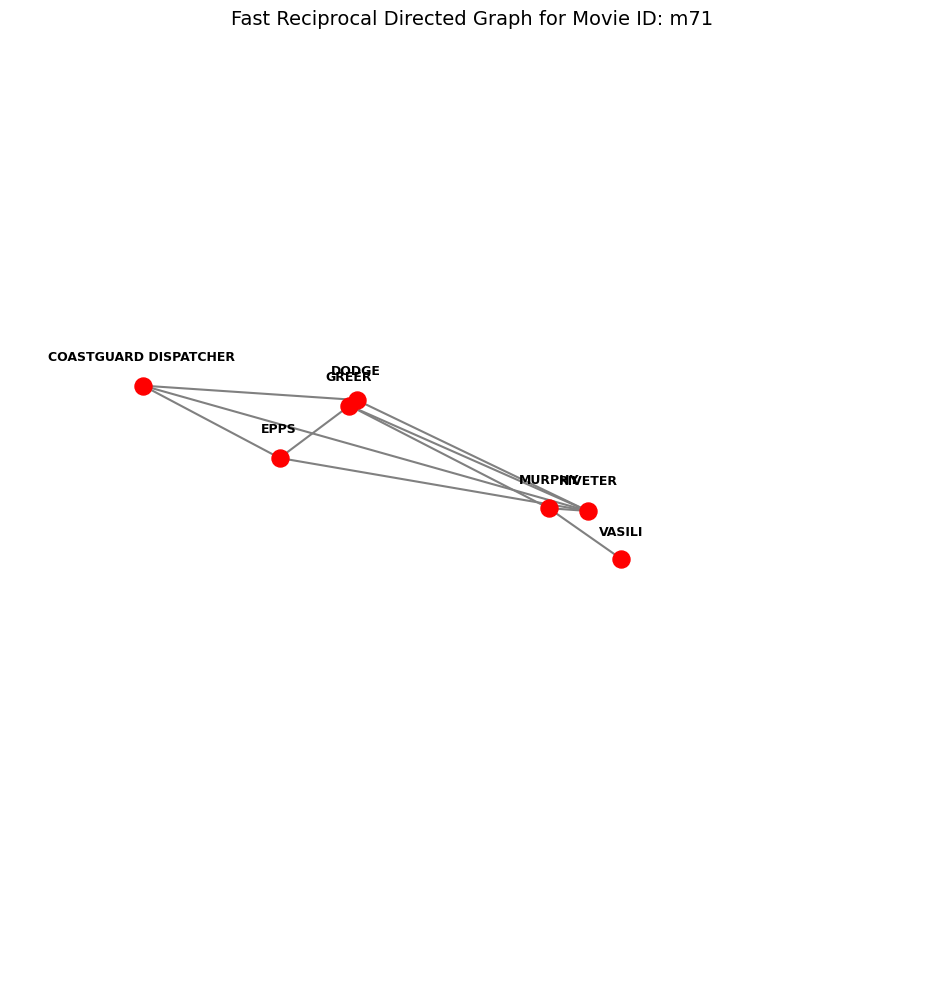 Fast Reciprocal Directed Graph for Movie ID: m71
COASTGUARD DISPATCHER
DODGE
GREER
EPPS
MURPHY
RIVETER
VASILI